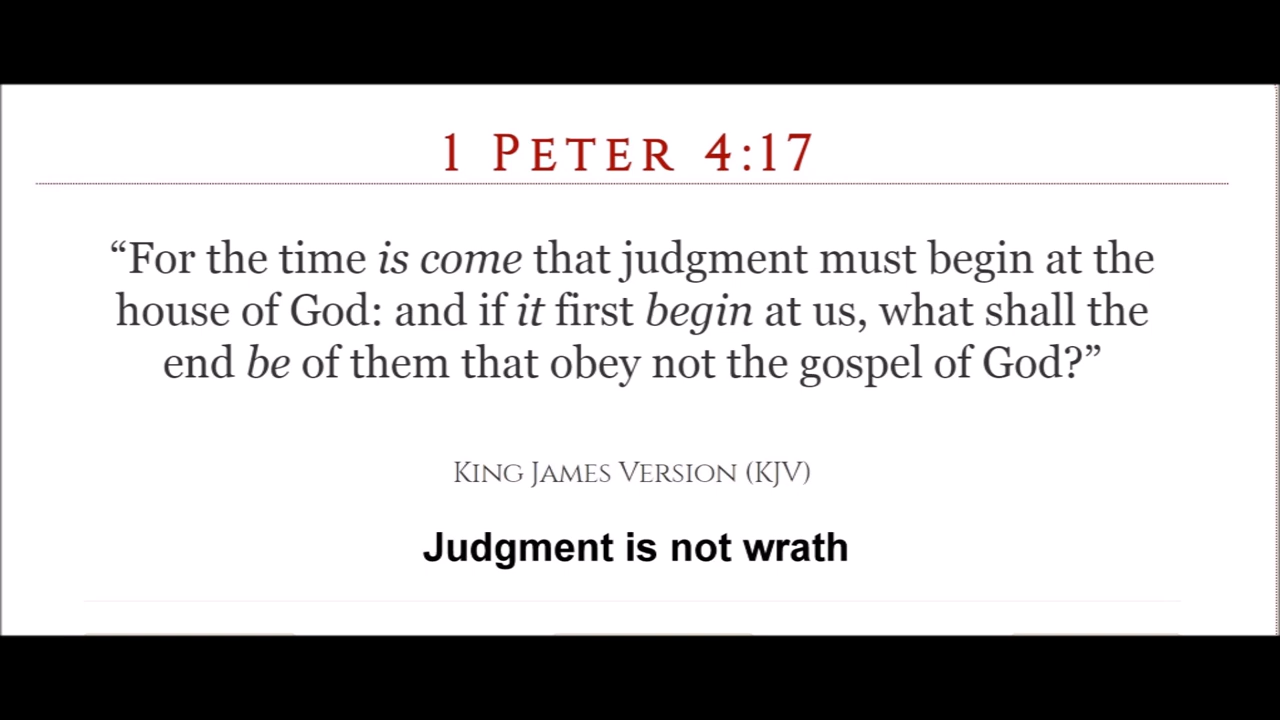 1 PETER 4:17
“For the time is come that judgment must begin at the
house of God: and if it first begin at us, what shall the
end be of them that obey not the gospel of God?”
KING JAMES VERSION (KJV)
Judgment is not wrath